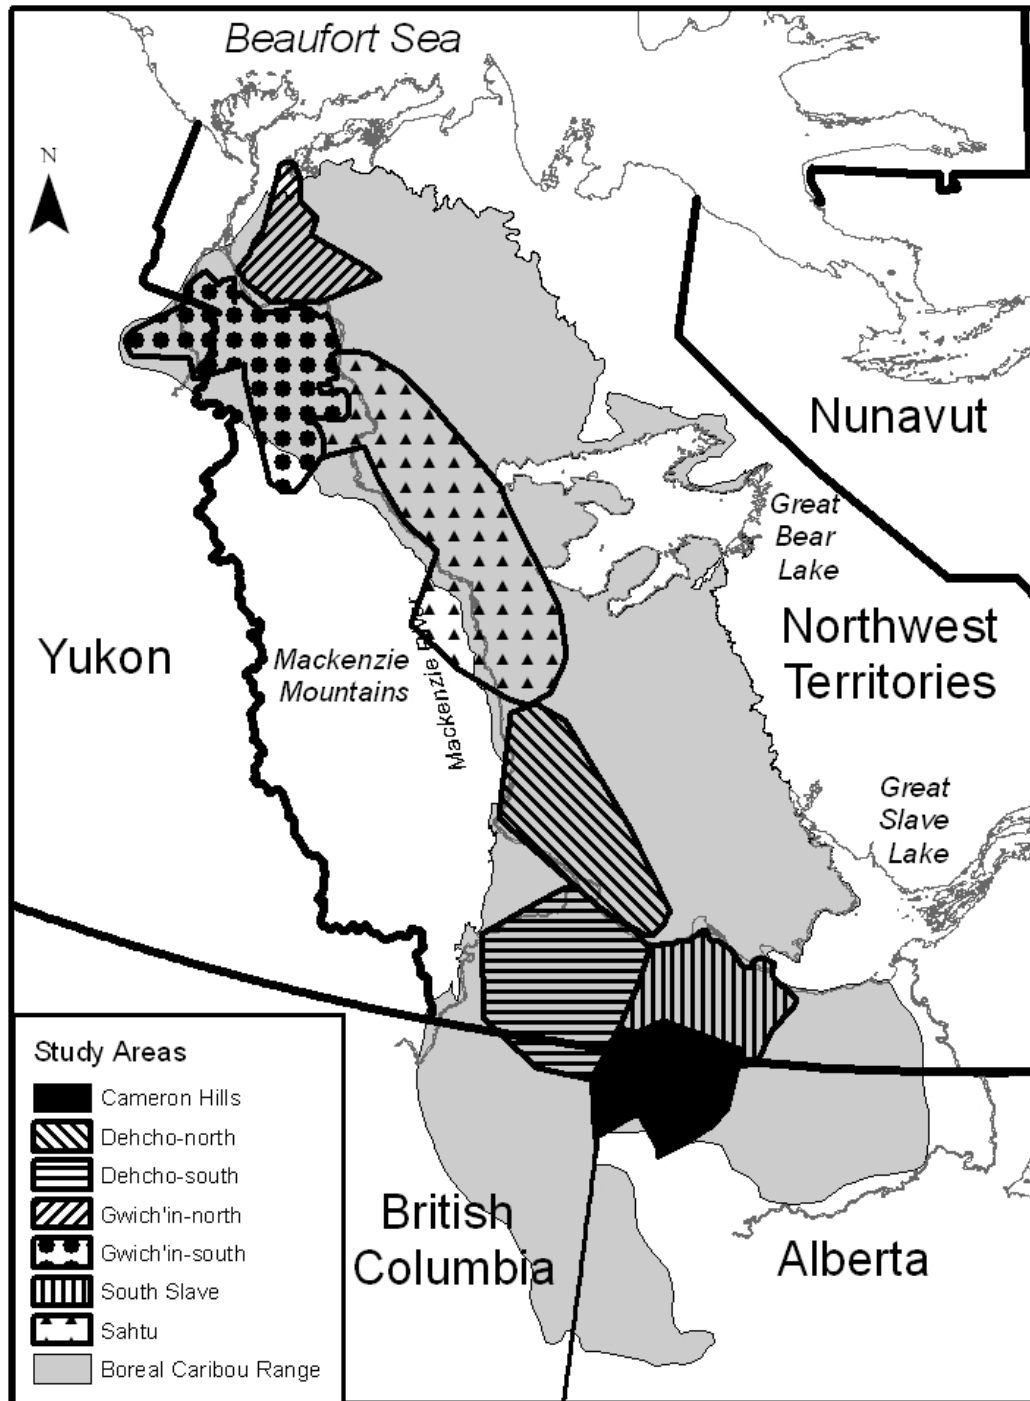 Beaufort Sea
N
Nunavut
Great
Bear
Lake
Northwest
Territories
Yukon
Mackenzie
Mountains
Mackenzie River
Great
Slave
Lake
Study Areas
Cameron Hills
Dehcho-north
Dehcho-south
Gwich'in-north
Gwich'in-south
South Slave
Sahtu
Boreal Caribou Range
British
Columbia
Alberta